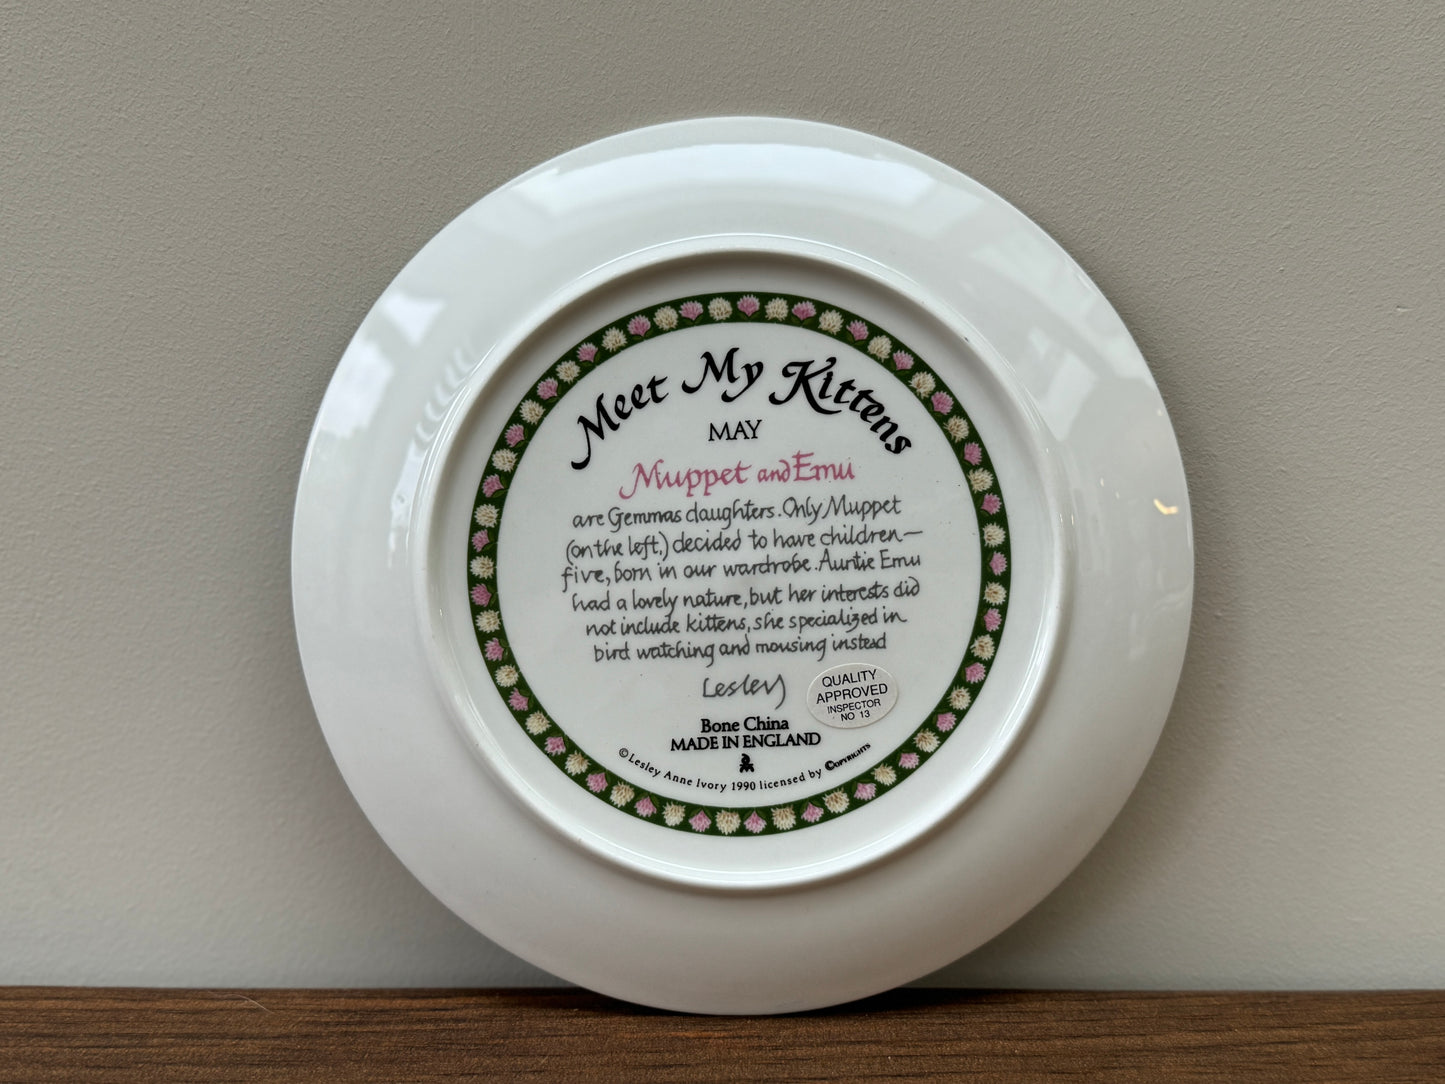 Meet My Kittens
MAY
Muppet and Emu
are Gemmas daughters. Only Muppet
(on the left,) decided to have children—
five, born in our wardrobe. Auntie Emu
had a lovely nature, but her interests did
not include kittens, she specialized in
bird watching and mousing instead
Lesley
QUALITY
APPROVED
INSPECTOR
NO 13
Bone China
MADE IN ENGLAND
© Lesley Anne Ivory 1990 licensed by ©OPYRIGHTS